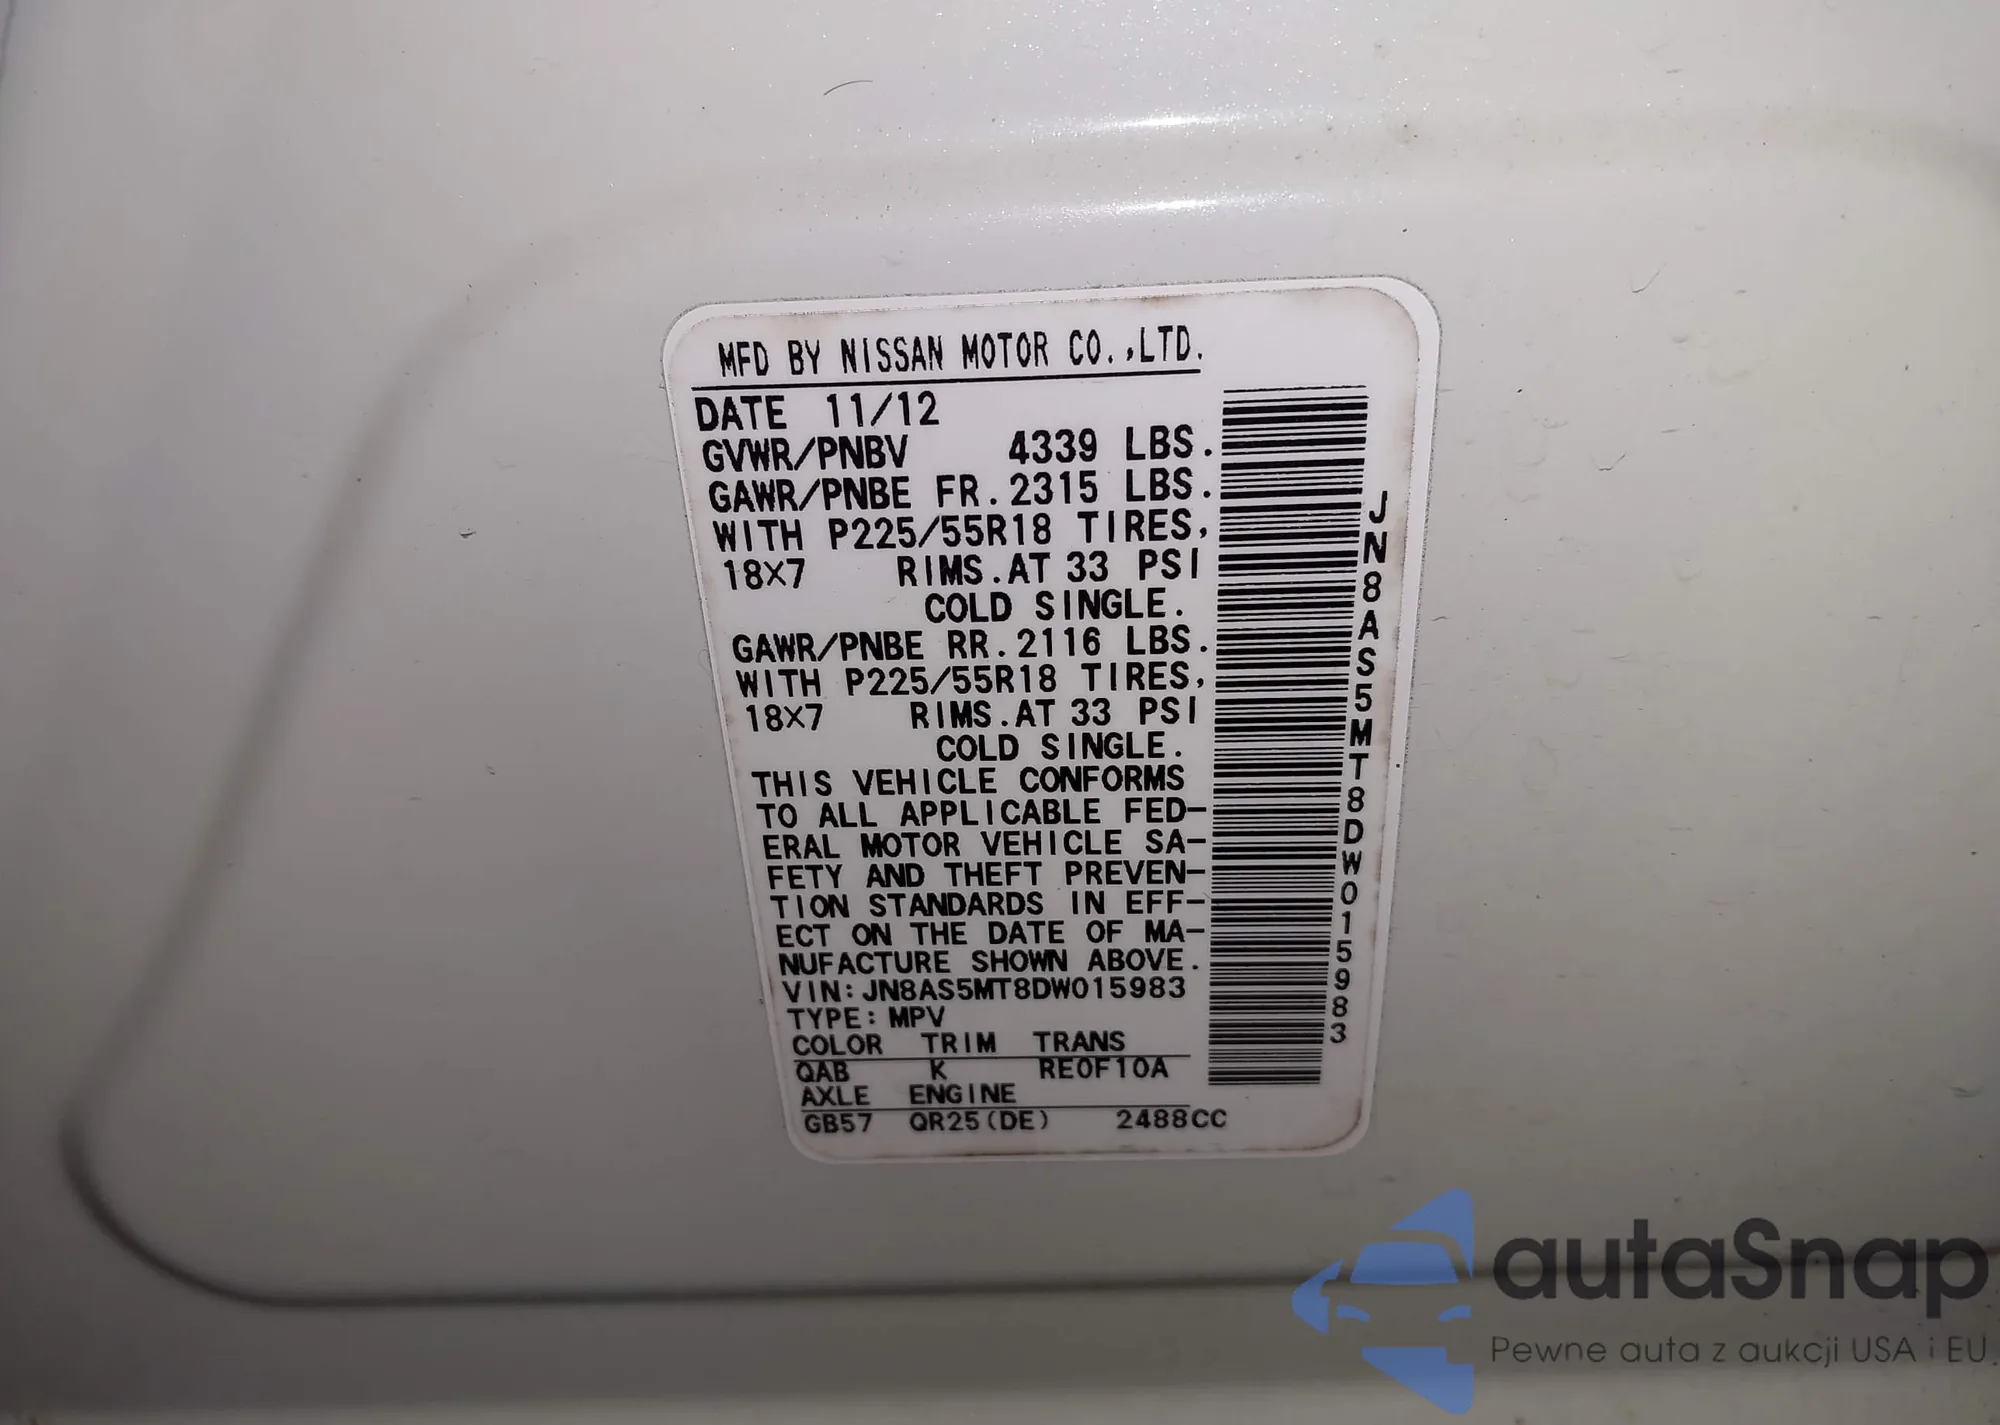 MFD BY NISSAN MOTOR CO.,LTD.
DATE 11/12
GVWR/PNBV 4339 LBS.
GAWR/PNBE FR.2315 LBS.
WITH P225/55R18 TIRES,
18X7 RIMS.AT 33 PSI
COLD SINGLE.
GAWR/PNBE RR.2116 LBS.
WITH P225/55R18 TIRES,
18X7 RIMS.AT 33 PSI
COLD SINGLE.
THIS VEHICLE CONFORMS
TO ALL APPLICABLE FED-
ERAL MOTOR VEHICLE SA-
FETY AND THEFT PREVEN-
TION STANDARDS IN EFF-
ECT ON THE DATE OF MA-
NUFACTURE SHOWN ABOVE.
VIN:JN8AS5MT8DW015983
TYPE:MPV
COLOR TRIM TRANS
QAB K RE0F10A
AXLE ENGINE
GB57 QR25(DE) 2488CC
JN8AS5MT8DW015983
autaSnap
Pewne auta z aukcji USA i EU.